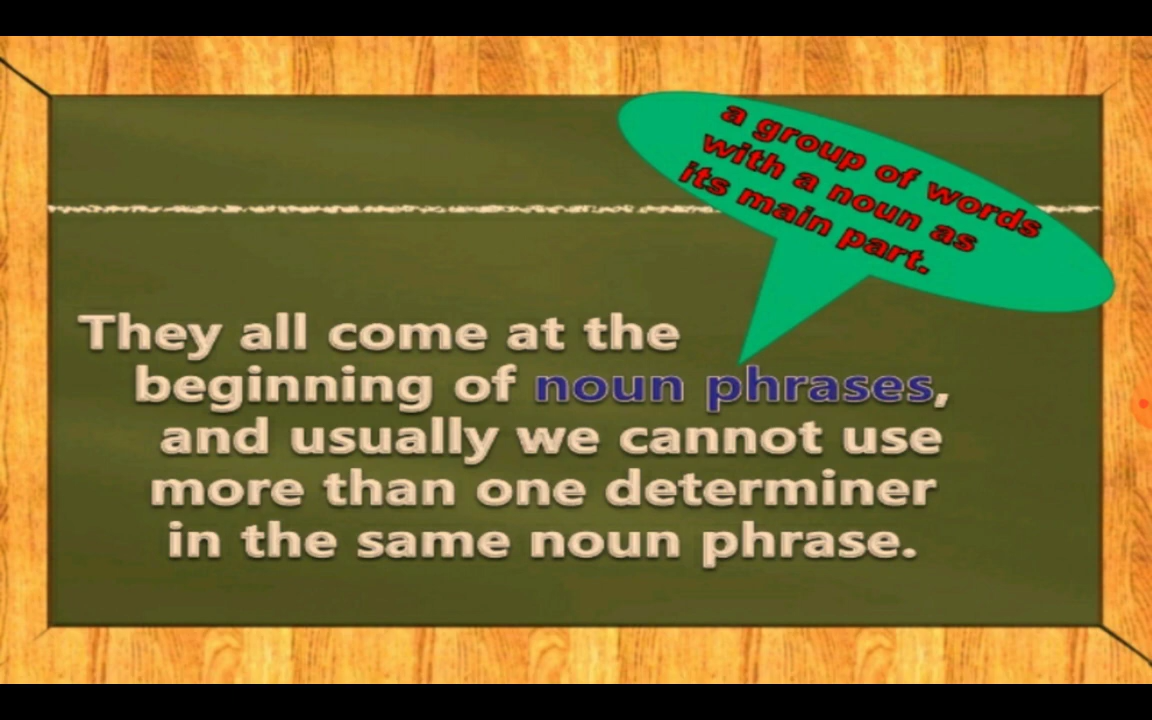 a group of words
with a noun as
its main part.
They all come at the
beginning of noun phrases,
and usually we cannot use
more than one determiner
in the same noun phrase.